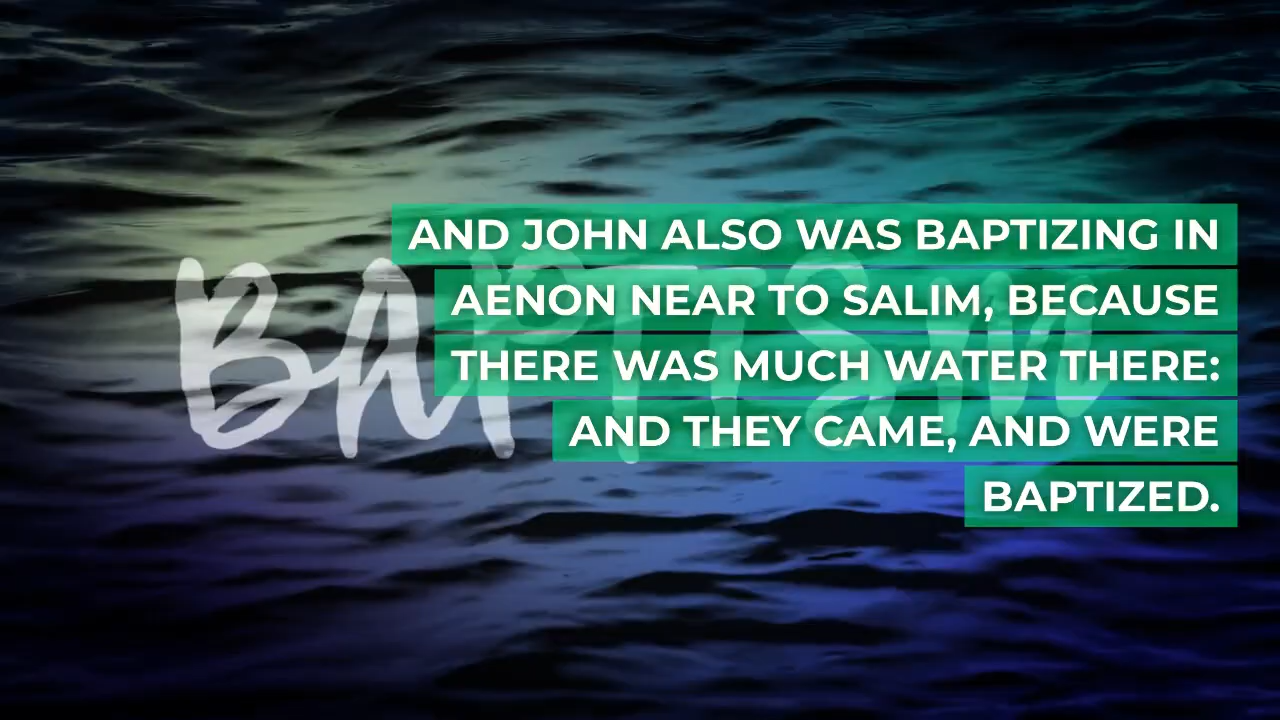 BAPTISm
AND JOHN ALSO WAS BAPTIZING IN
AENON NEAR TO SALIM, BECAUSE
THERE WAS MUCH WATER THERE:
AND THEY CAME, AND WERE
BAPTIZED.